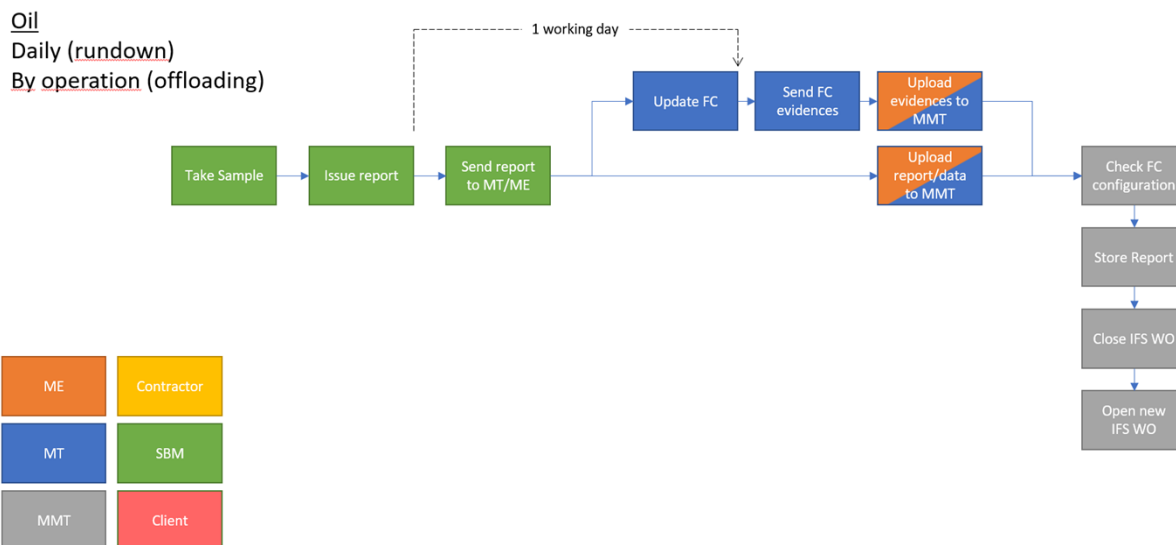 Oil
Daily (rundown)
By operation (offloading)
1 working day
Update FC
Send FC
evidences
Upload
evidences to
MMT
Take Sample
Issue report
Send report
to MT/ME
Upload
report/data
to MMT
Check FC
configuration
Store Report
Close IFS WO
Open new
IFS WO
ME
Contractor
MT
SBM
MMT
Client